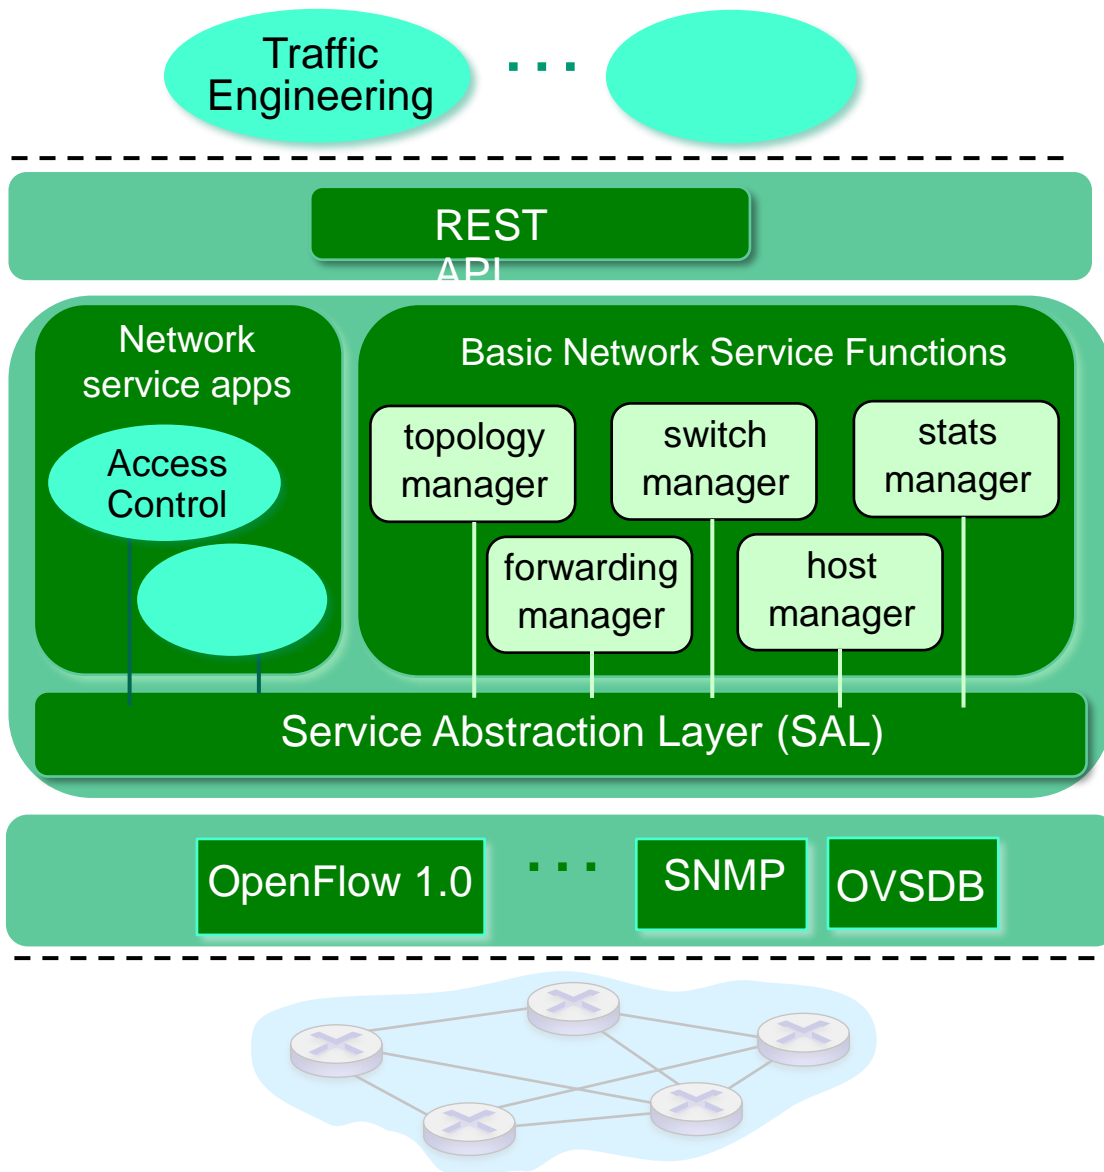 Traffic
Engineering
REST
API
Network
service apps
Basic Network Service Functions
topology
manager
switch
manager
stats
manager
Access
Control
forwarding
manager
host
manager
Service Abstraction Layer (SAL)
OpenFlow 1.0
SNMP
OVSDB